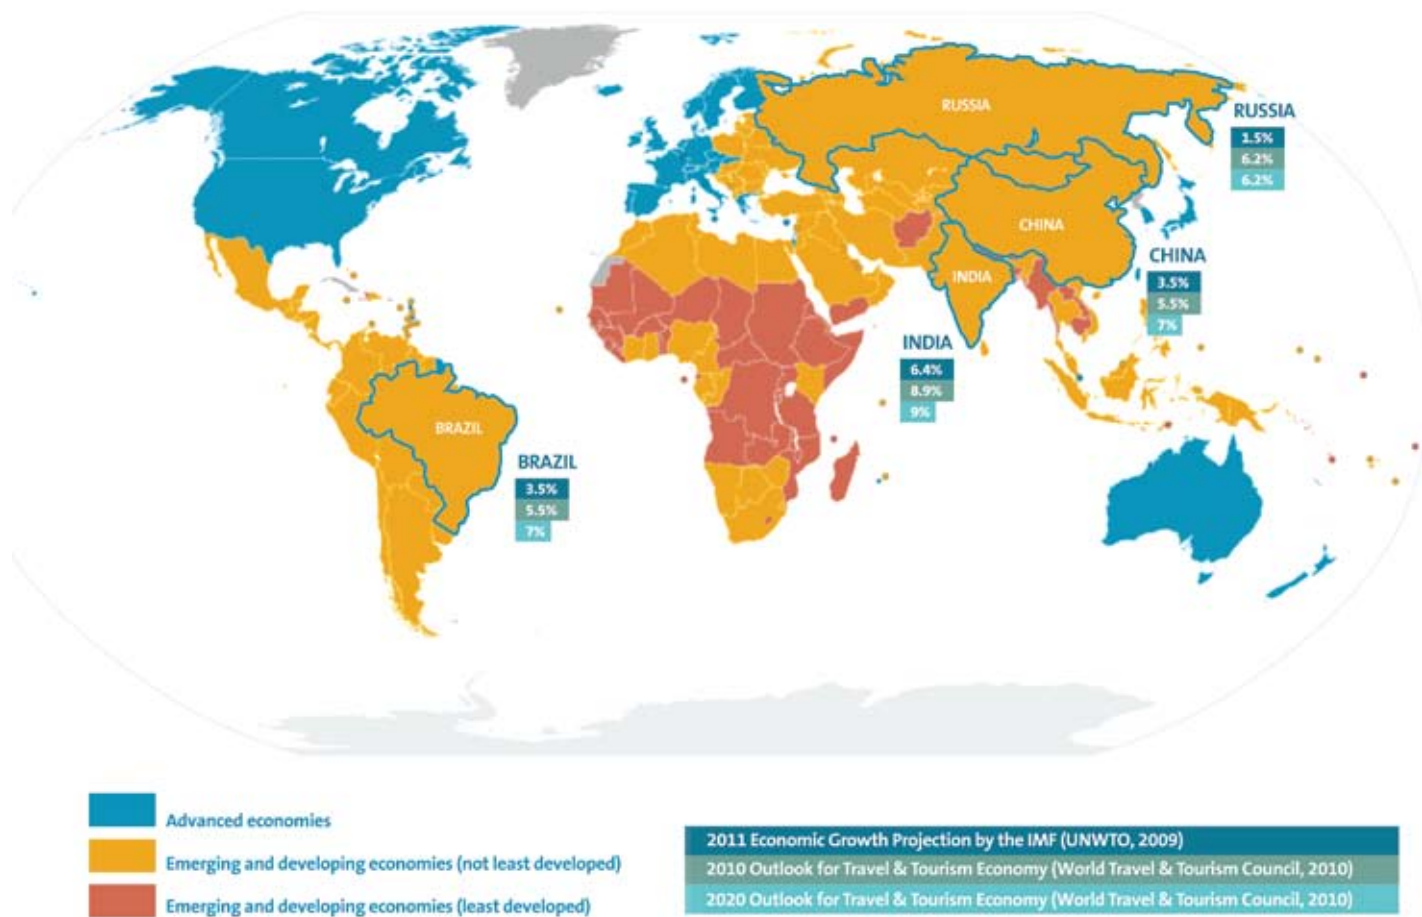 RUSSIA
RUSSIA
1.5%
6.2%
6.2%
CHINA
CHINA
3.5%
5.5%
7%
INDIA
INDIA
6.4%
8.9%
9%
BRAZIL
BRAZIL
3.5%
5.5%
7%
Advanced economies
Emerging and developing economies (not least developed)
Emerging and developing economies (least developed)
2011 Economic Growth Projection by the IMF (UNWTO, 2009)
2010 Outlook for Travel & Tourism Economy (World Travel & Tourism Council, 2010)
2020 Outlook for Travel & Tourism Economy (World Travel & Tourism Council, 2010)